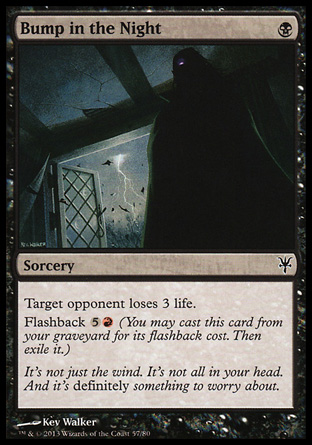 Bump in the Night
Sorcery
Target opponent loses 3 life.
Flashback 5 (You may cast this card from
your graveyard for its flashback cost. Then
exile it.)
It's not just the wind. It's not all in your head.
And it's definitely something to worry about.
Kev Walker
™ & © 2013 Wizards of the Coast 57/80